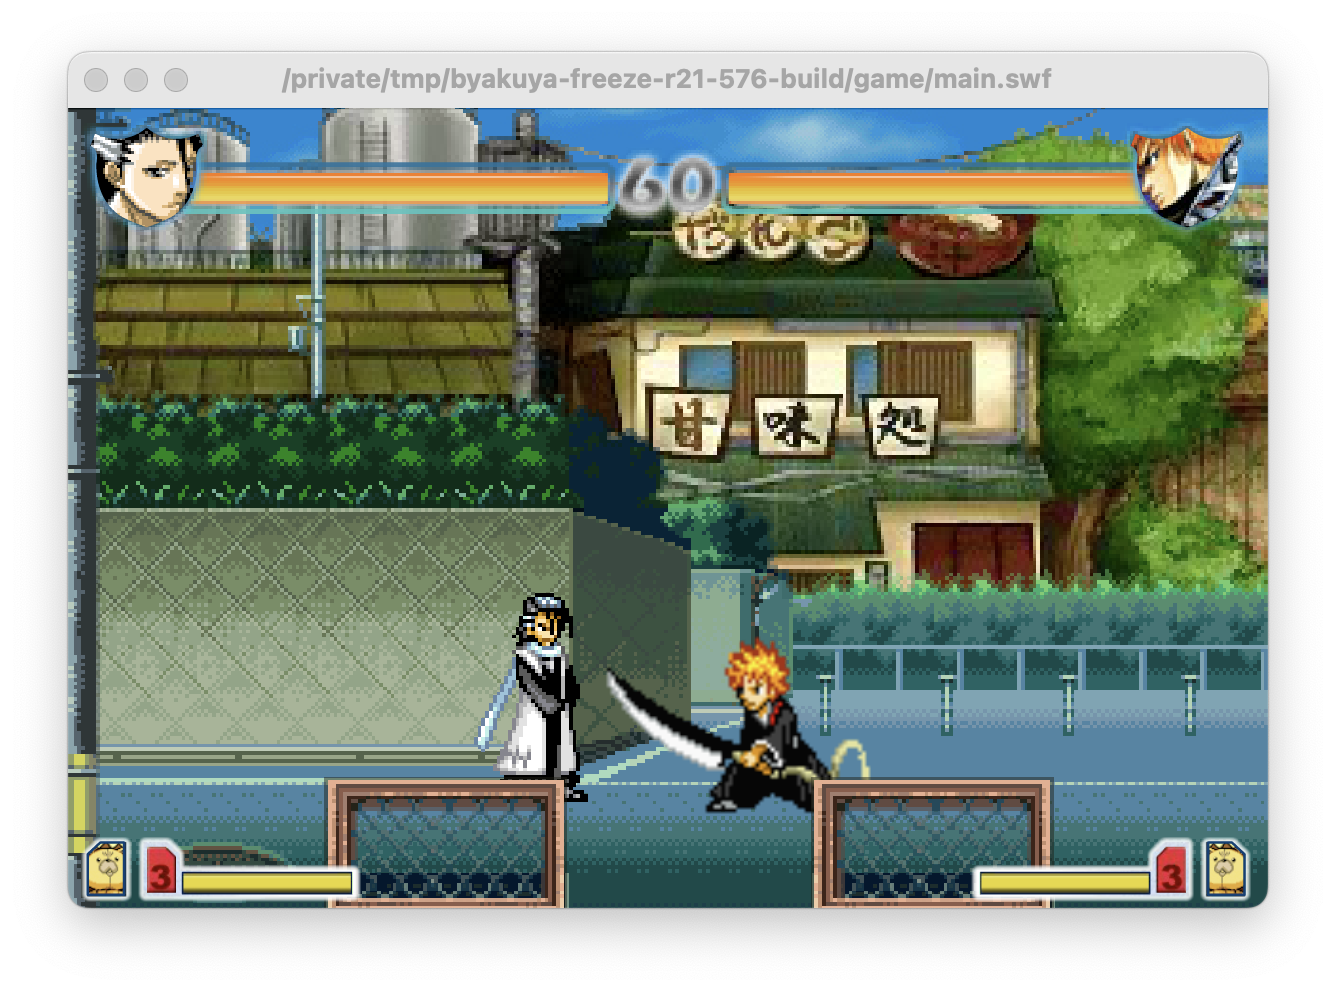 /private/tmp/byakuya-freeze-r21-576-build/game/main.swf
60
甘 味 処
3
3